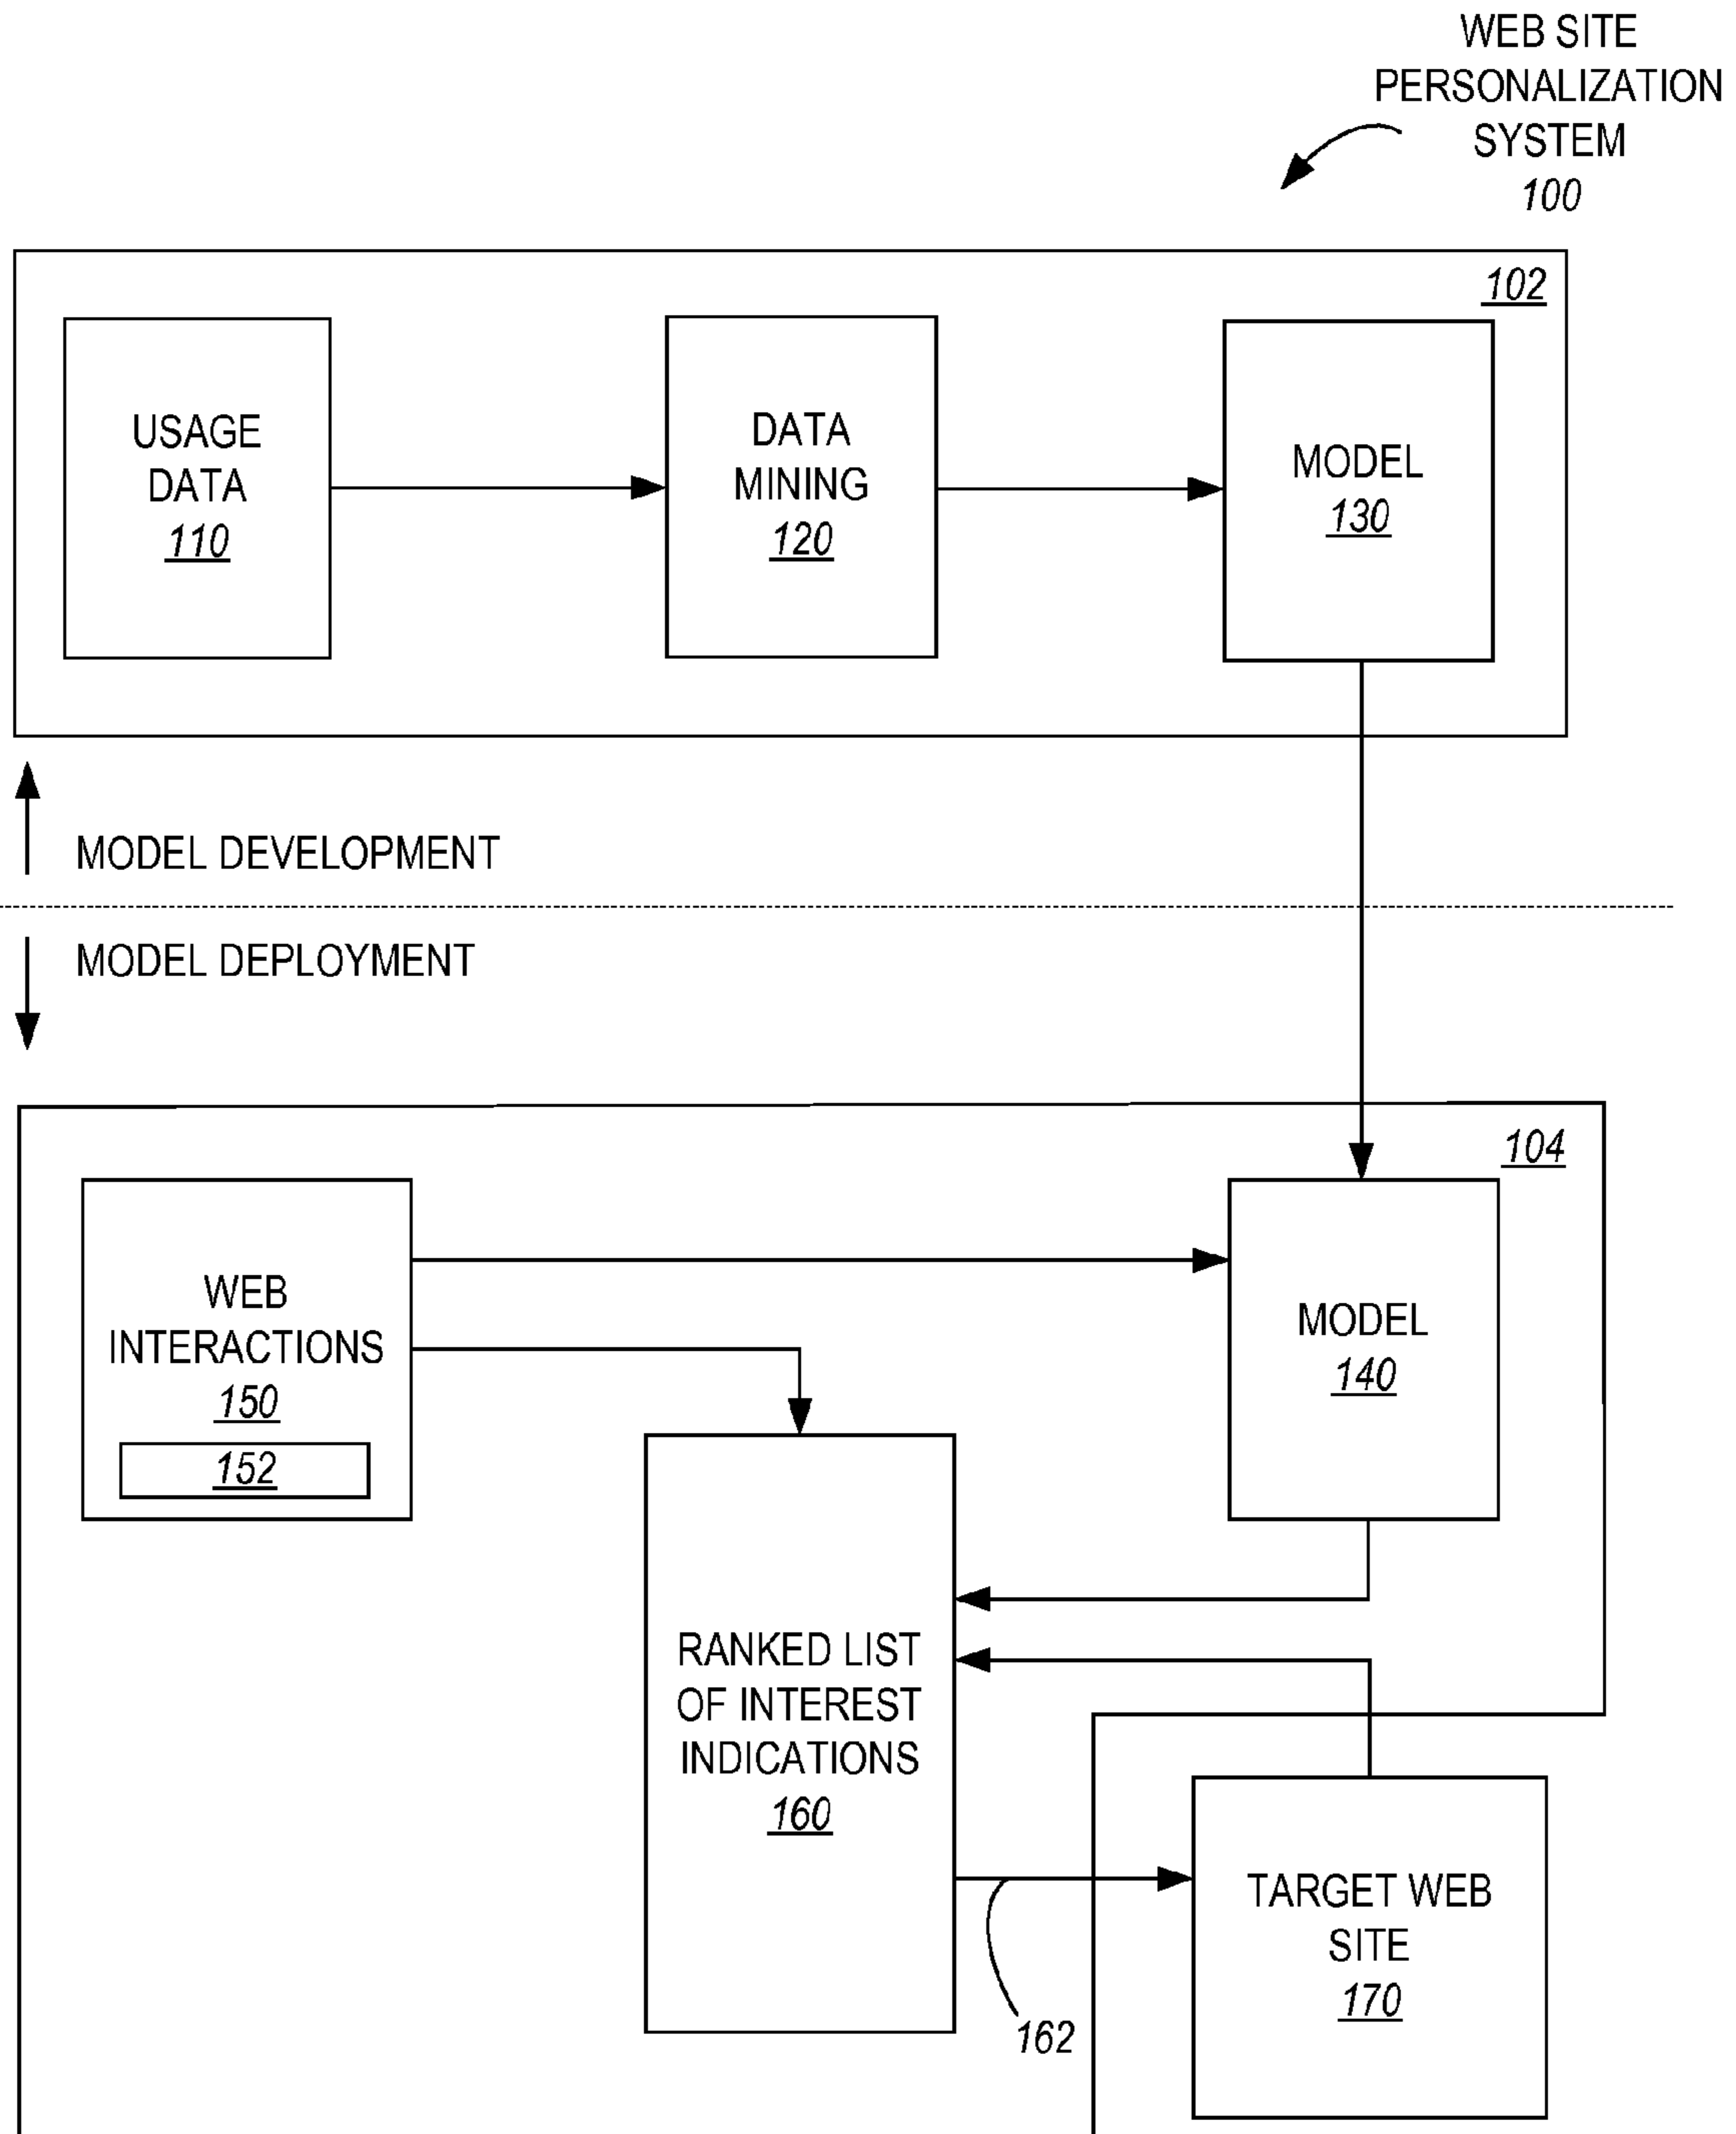 WEB SITE
PERSONALIZATION
SYSTEM
100
102
USAGE
DATA
110
DATA
MINING
120
MODEL
130
MODEL DEVELOPMENT
MODEL DEPLOYMENT
104
WEB
INTERACTIONS
150
152
MODEL
140
RANKED LIST
OF INTEREST
INDICATIONS
160
162
TARGET WEB
SITE
170